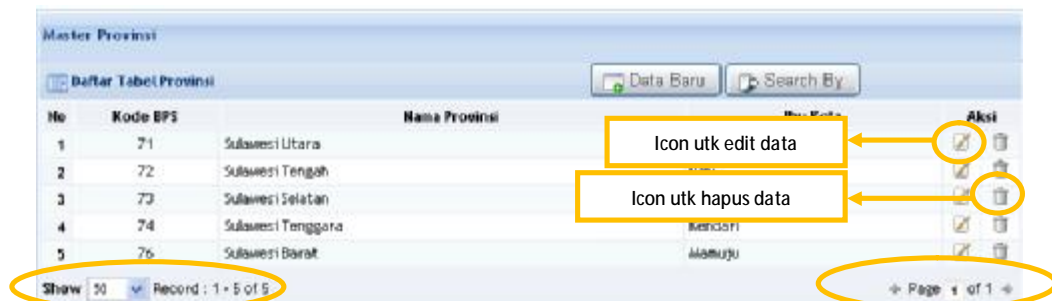 Master Provinsi
Daftar Tabel Provinsi Data Baru Search By
No Kode BPS Nama Provinsi Ibu Kota Aksi
1 71 Sulawesi Utara Icon utk edit data
2 72 Sulawesi Tengah
3 73 Sulawesi Selatan Icon utk hapus data
4 74 Sulawesi Tenggara Kendari
5 76 Sulawesi Barat Mamuju
Show 50 Record : 1 - 5 of 5 Page 1 of 1